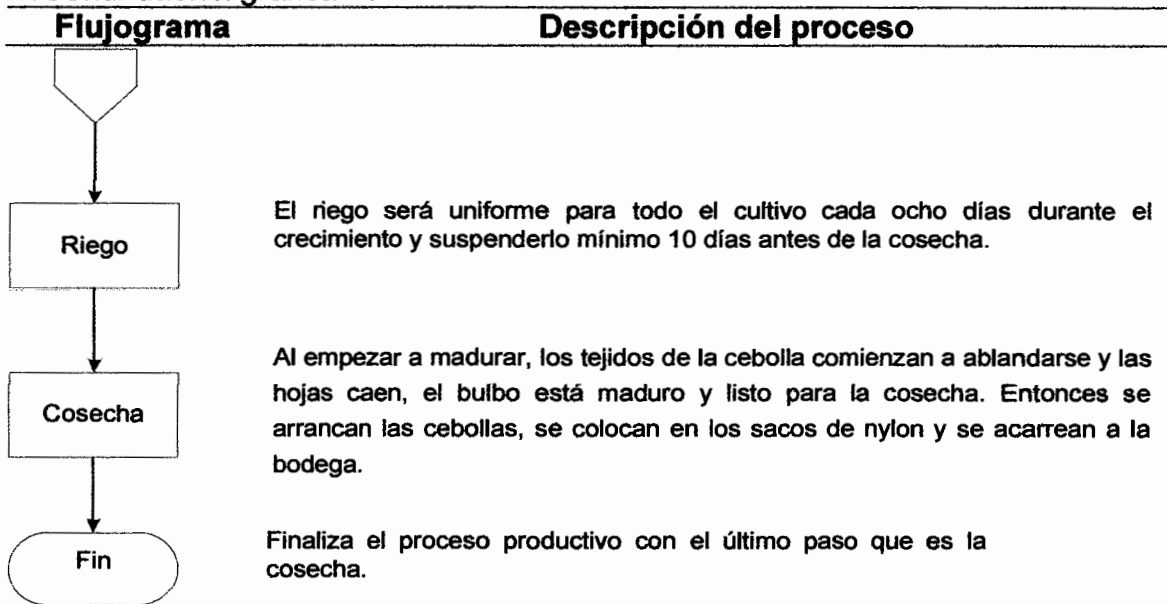 Flujograma Descripción del proceso
Riego
El riego será uniforme para todo el cultivo cada ocho días durante el
crecimiento y suspenderlo mínimo 10 días antes de la cosecha.
Cosecha
Al empezar a madurar, los tejidos de la cebolla comienzan a ablandarse y las
hojas caen, el bulbo está maduro y listo para la cosecha. Entonces se
arrancan las cebollas, se colocan en los sacos de nylon y se acarrean a la
bodega.
Fin
Finaliza el proceso productivo con el último paso que es la
cosecha.